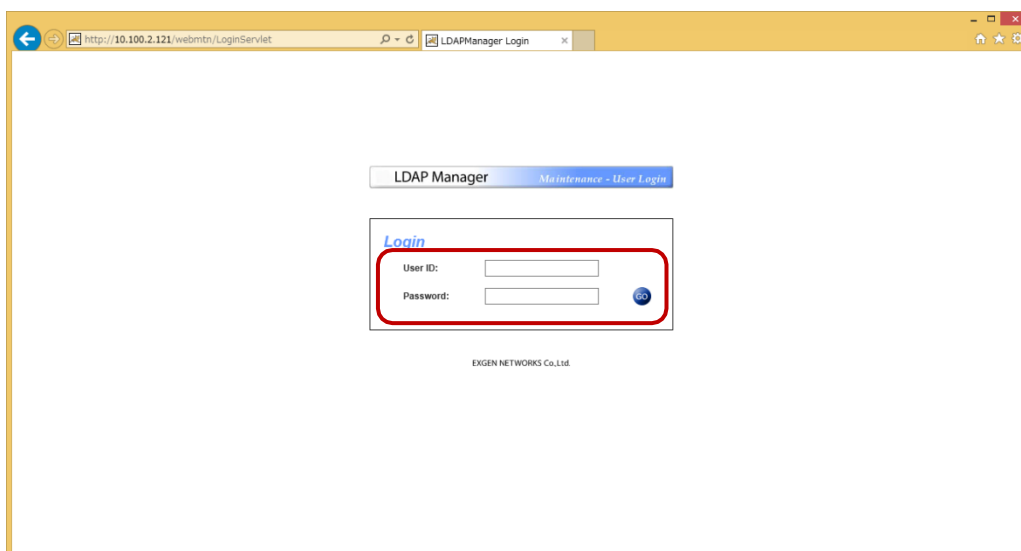 http://10.100.2.121/webmtn/LoginServlet
LDAPManager Login
LDAP Manager
Maintenance - User Login
Login
User ID:
Password:
GO
EXGEN NETWORKS Co,Ltd.